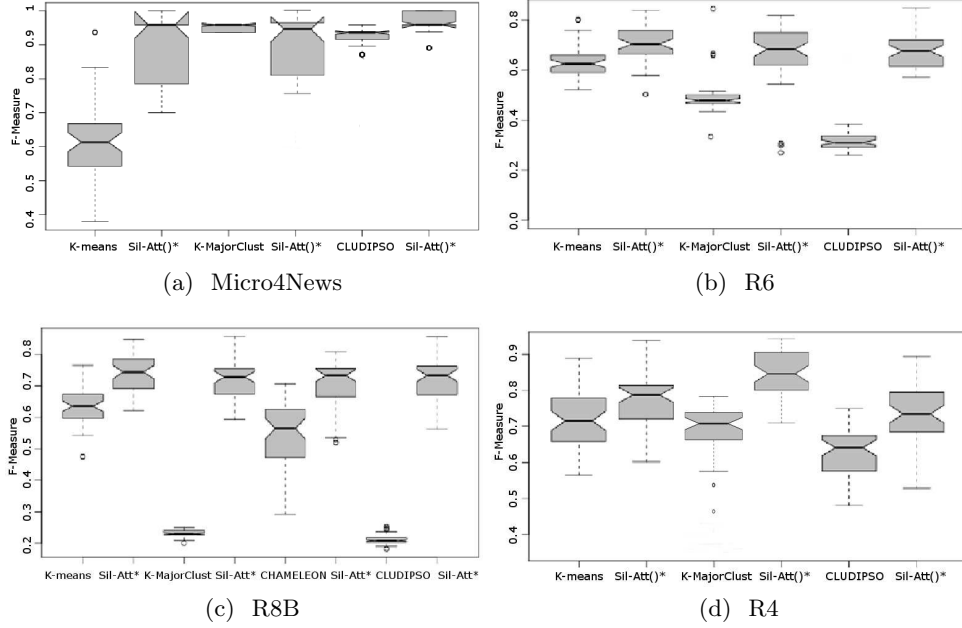 F-Measure
1
0.9
0.8
0.7
0.6
0.5
0.4
K-means Sil-Att()* K-MajorClust Sil-Att()* CLUDIPSO Sil-Att()*
(a) Micro4News
F-Measure
0.8
0.6
0.4
0.2
0.0
K-means Sil-Att()* K-MajorClust Sil-Att()* CLUDIPSO Sil-Att()*
(b) R6
F-Measure
0.8
0.7
0.6
0.5
0.4
0.3
0.2
K-means Sil-Att* K-MajorClust Sil-Att* CHAMELEON Sil-Att* CLUDIPSO Sil-Att*
(c) R8B
F-Measure
0.9
0.8
0.7
0.6
0.5
0.4
K-means Sil-Att()* K-MajorClust Sil-Att()* CLUDIPSO Sil-Att()*
(d) R4